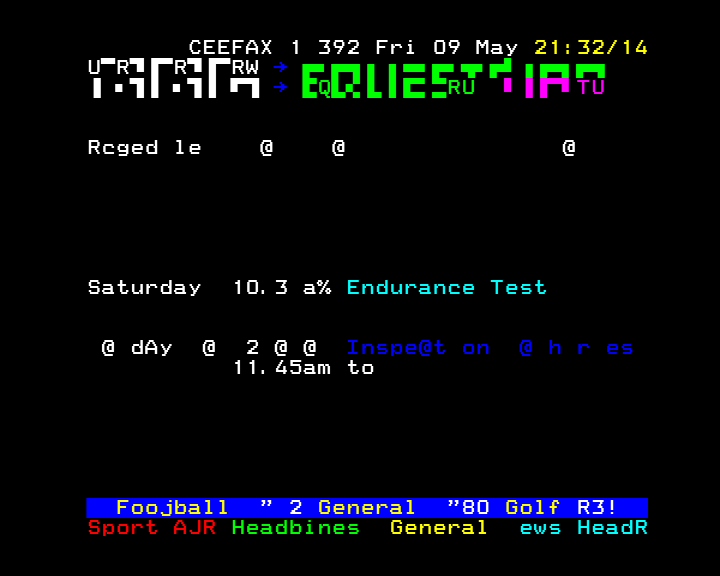 CEEFAX 1 392 Fri 09 May 21:32/14
U R R RW → EQUESTRIAN
→ Q RU TU
Rcged le @ @ @
Saturday 10.3 a% Endurance Test
@ dAy @ 2 @ @ Inspe@t on @ h r es
11.45am to
Foojball " 2 General "80 Golf R3!
Sport AJR Headbines General ews HeadR